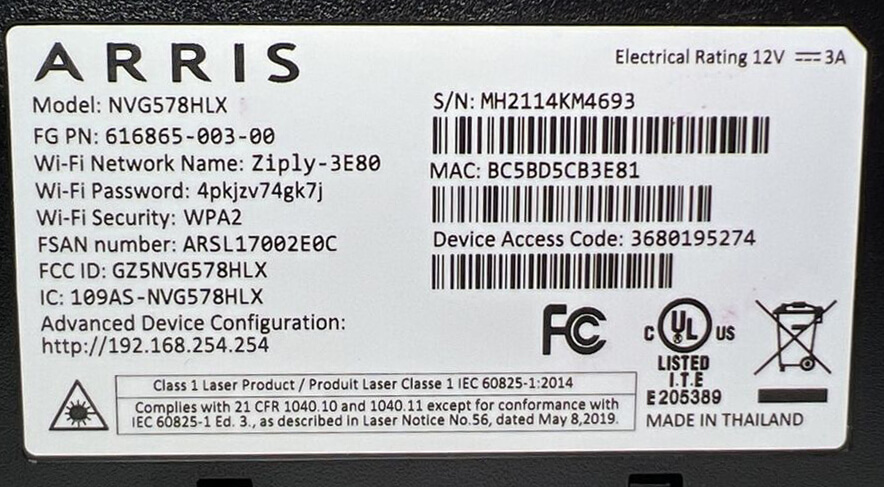 ARRIS
Electrical Rating 12V ⎓ 3A
Model: NVG578HLX
FG PN: 616865-003-00
Wi-Fi Network Name: Ziply-3E80
Wi-Fi Password: 4pkjzv74gk7j
Wi-Fi Security: WPA2
FSAN number: ARSL17002E0C
FCC ID: GZ5NVG578HLX
IC: 109AS-NVG578HLX
Advanced Device Configuration:
http://192.168.254.254
S/N: MH2114KM4693
MAC: BC5BD5CB3E81
Device Access Code: 3680195274
FC
C UL US
®
LISTED
I.T.E
E205389
MADE IN THAILAND
Class 1 Laser Product / Produit Laser Classe 1 IEC 60825-1:2014
Complies with 21 CFR 1040.10 and 1040.11 except for conformance with
IEC 60825-1 Ed. 3., as described in Laser Notice No.56, dated May 8,2019.